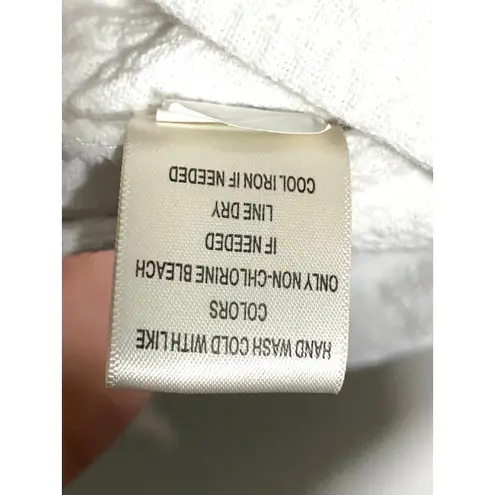 HAND WASH COLD WITH LIKE
COLORS
ONLY NON-CHLORINE BLEACH
IF NEEDED
LINE DRY
COOL IRON IF NEEDED